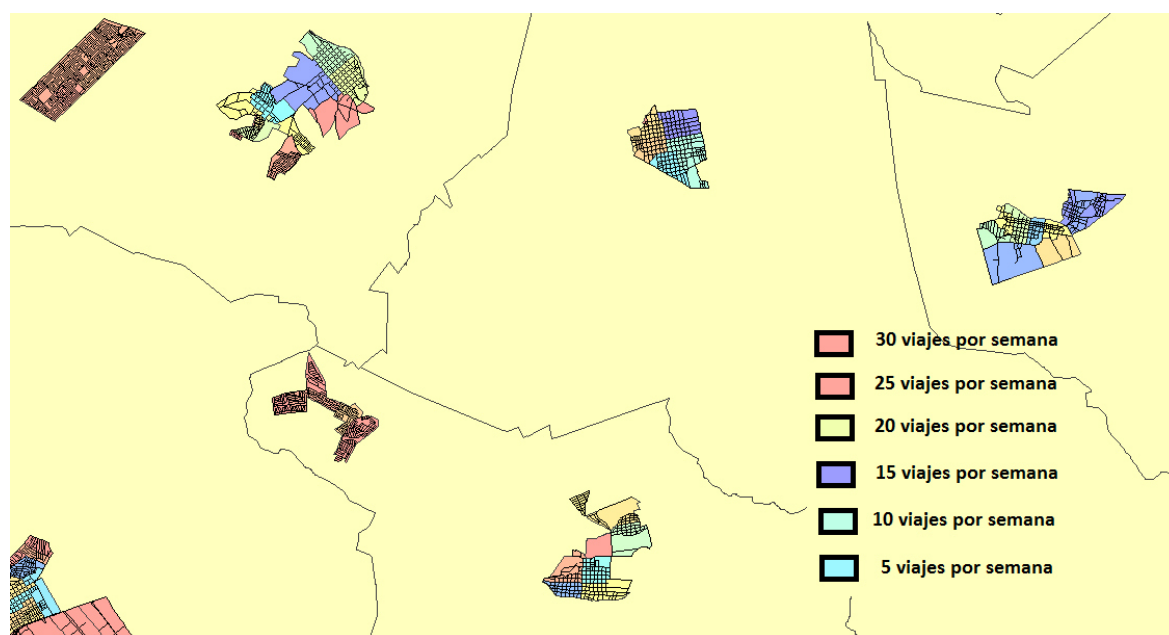 30 viajes por semana
25 viajes por semana
20 viajes por semana
15 viajes por semana
10 viajes por semana
5 viajes por semana